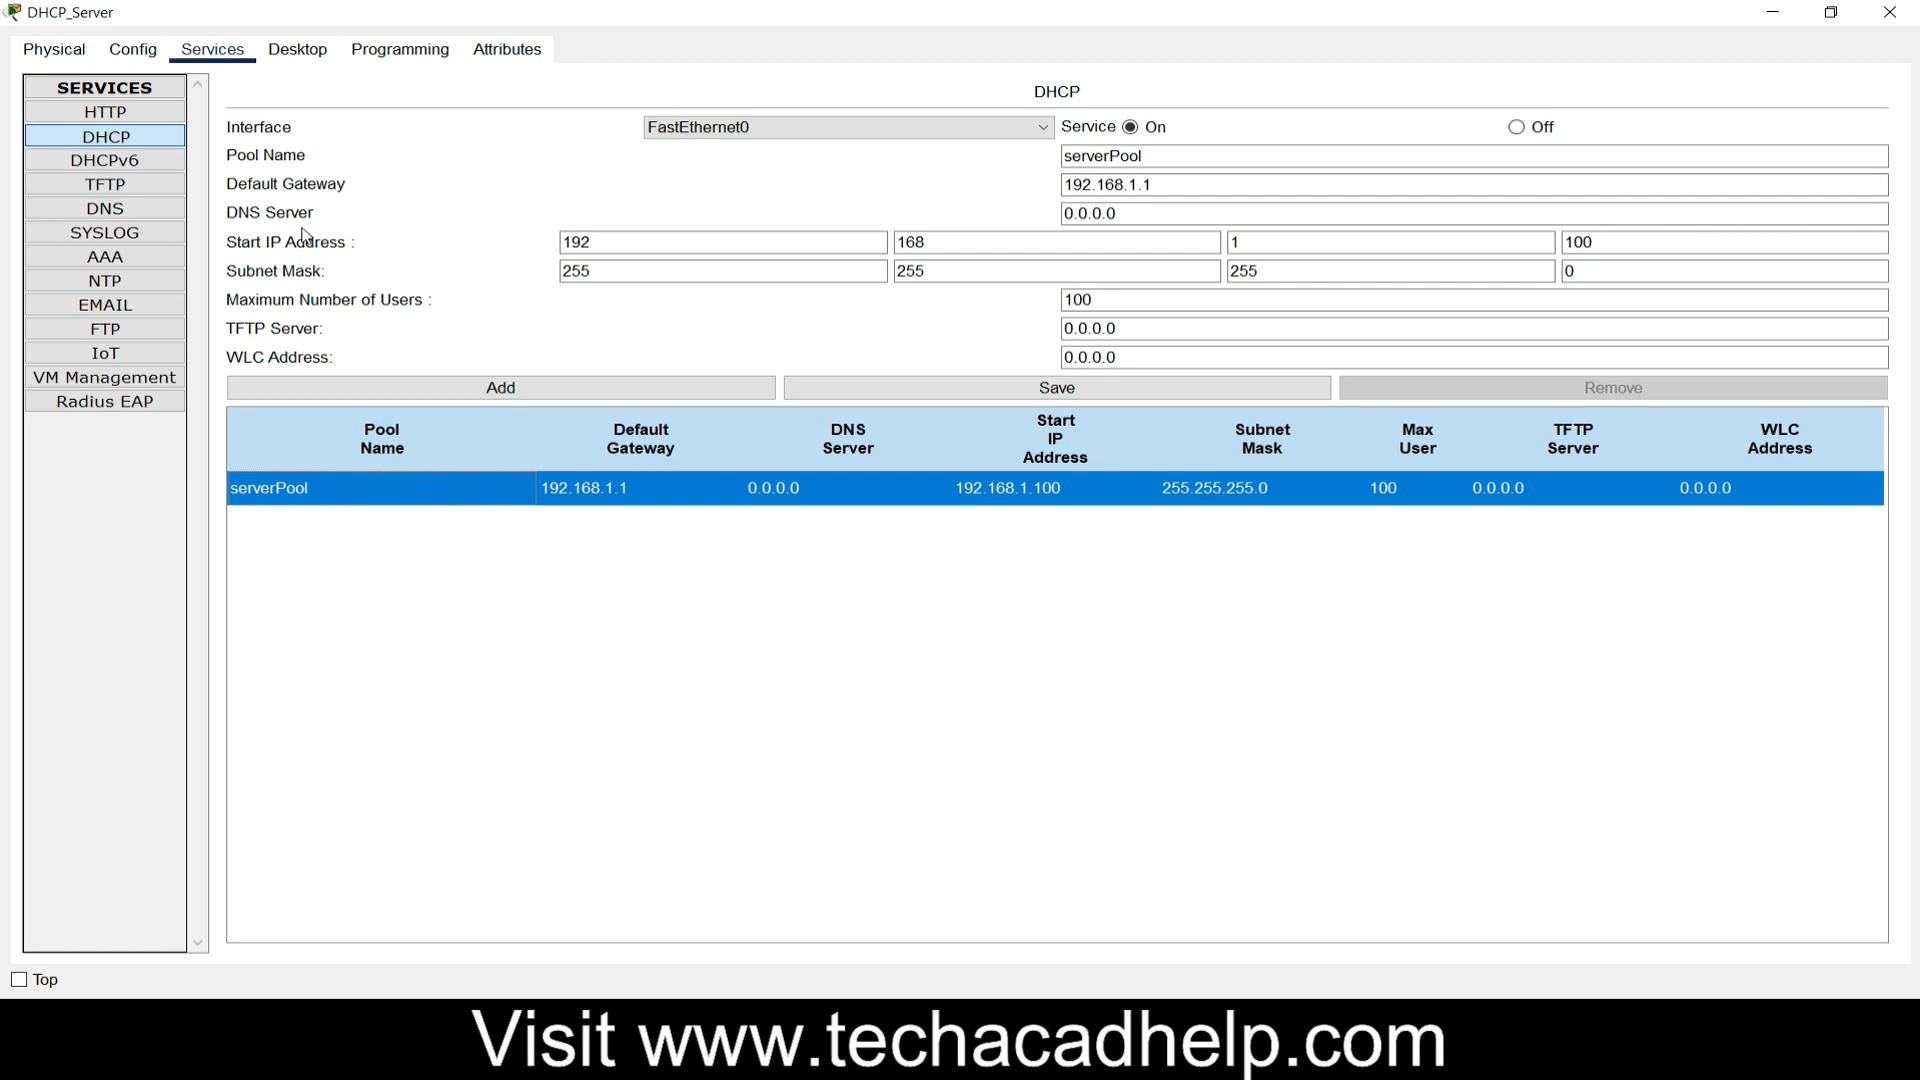 DHCP_Server
Physical Config Services Desktop Programming Attributes
SERVICES
HTTP
DHCP
DHCPv6
TFTP
DNS
SYSLOG
AAA
NTP
EMAIL
FTP
IoT
VM Management
Radius EAP
DHCP
Interface FastEthernet0 Service On Off
Pool Name serverPool
Default Gateway 192.168.1.1
DNS Server 0.0.0.0
Start IP Address : 192 168 1 100
Subnet Mask: 255 255 255 0
Maximum Number of Users : 100
TFTP Server: 0.0.0.0
WLC Address: 0.0.0.0
Add Save Remove
Pool Name Default Gateway DNS Server Start IP Address Subnet Mask Max User TFTP Server WLC Address
serverPool 192.168.1.1 0.0.0.0 192.168.1.100 255.255.255.0 100 0.0.0.0 0.0.0.0
Top
Visit www.techacadhelp.com